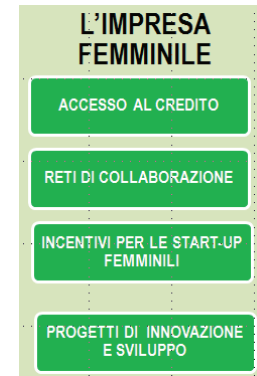 L'IMPRESA
FEMMINILE
ACCESSO AL CREDITO
RETI DI COLLABORAZIONE
INCENTIVI PER LE START-UP
FEMMINILI
PROGETTI DI INNOVAZIONE
E SVILUPPO